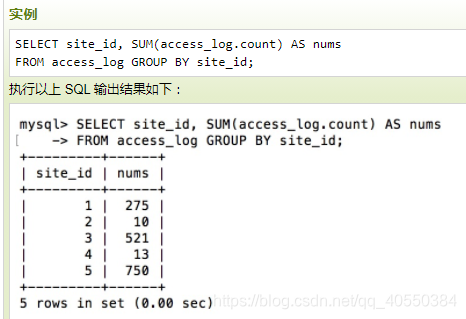 实例
SELECT site_id, SUM(access_log.count) AS nums
FROM access_log GROUP BY site_id;
执行以上 SQL 输出结果如下：
mysql> SELECT site_id, SUM(access_log.count) AS nums
[    -> FROM access_log GROUP BY site_id;
+---------+------+
| site_id | nums |
+---------+------+
|       1 |  275 |
|       2 |   10 |
|       3 |  521 |
|       4 |   13 |
|       5 |  750 |
+---------+------+
5 rows in set (0.00 sec)
https://blog.csdn.net/qq_40550384